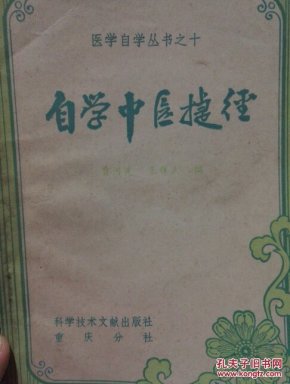 医学自学丛书之十
自学中医捷径
科学技术文献出版社
重庆分社
孔夫子旧书网